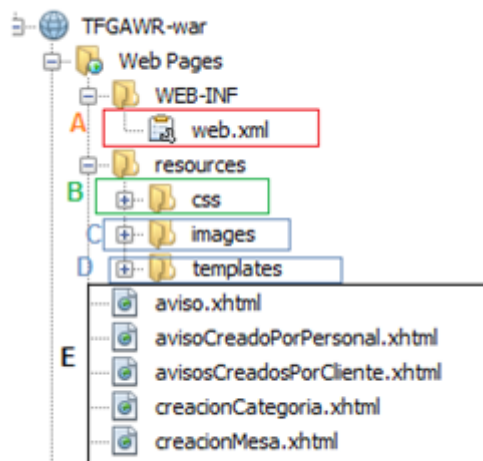 TFGAWR-war
Web Pages
WEB-INF
A web.xml
resources
B css
C images
D templates
aviso.xhtml
avisoCreadoPorPersonal.xhtml
E avisosCreadosPorCliente.xhtml
creacionCategoria.xhtml
creacionMesa.xhtml